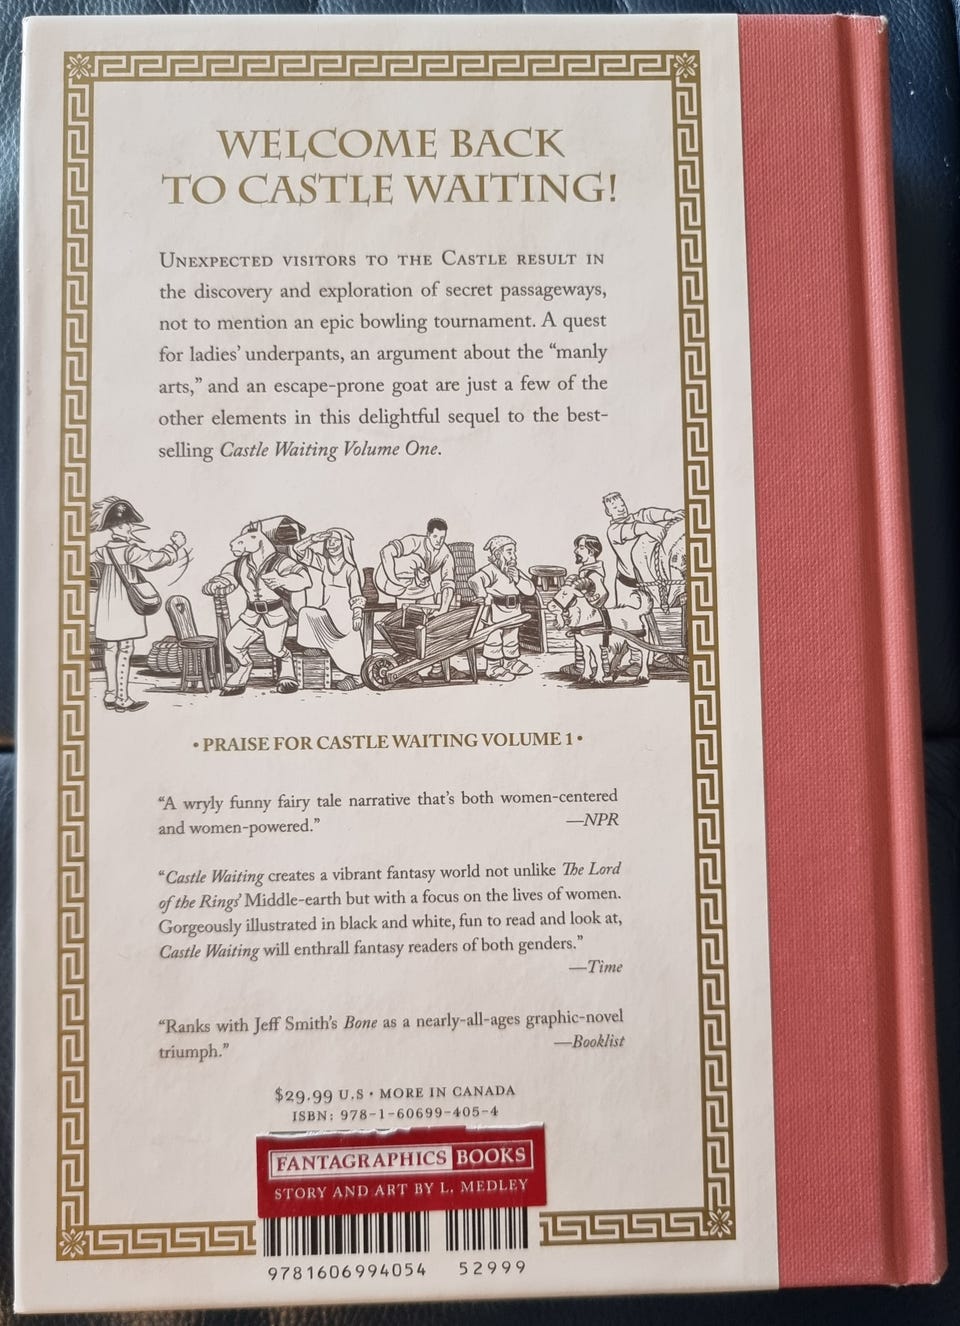 WELCOME BACK
TO CASTLE WAITING!
UNEXPECTED VISITORS TO THE CASTLE RESULT IN
the discovery and exploration of secret passageways,
not to mention an epic bowling tournament. A quest
for ladies' underpants, an argument about the “manly
arts,” and an escape-prone goat are just a few of the
other elements in this delightful sequel to the best-
selling Castle Waiting Volume One.
• PRAISE FOR CASTLE WAITING VOLUME 1 •
“A wryly funny fairy tale narrative that's both women-centered
and women-powered.” —NPR
“Castle Waiting creates a vibrant fantasy world not unlike The Lord
of the Rings' Middle-earth but with a focus on the lives of women.
Gorgeously illustrated in black and white, fun to read and look at,
Castle Waiting will enthrall fantasy readers of both genders.”
—Time
“Ranks with Jeff Smith's Bone as a nearly-all-ages graphic-novel
triumph.” —Booklist
$29.99 U.S • MORE IN CANADA
ISBN: 978-1-60699-405-4
FANTAGRAPHICS BOOKS
STORY AND ART BY L. MEDLEY
9781606994054 52999